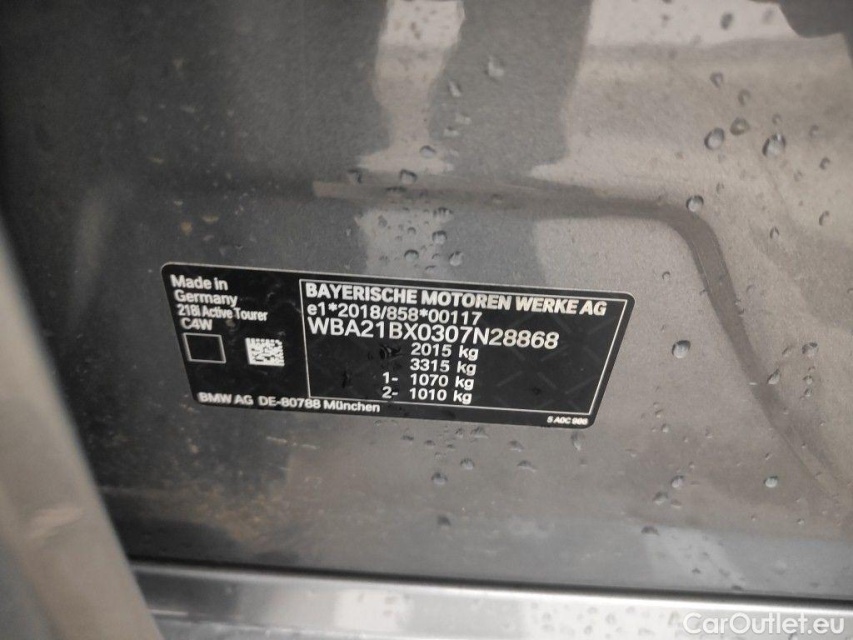 Made in
Germany
218i Active Tourer
C4W
BMW AG DE-80788 München
BAYERISCHE MOTOREN WERKE AG
e1*2018/858*00117
WBA21BX0307N28868
2015 kg
3315 kg
1- 1070 kg
2- 1010 kg
CarOutlet.eu